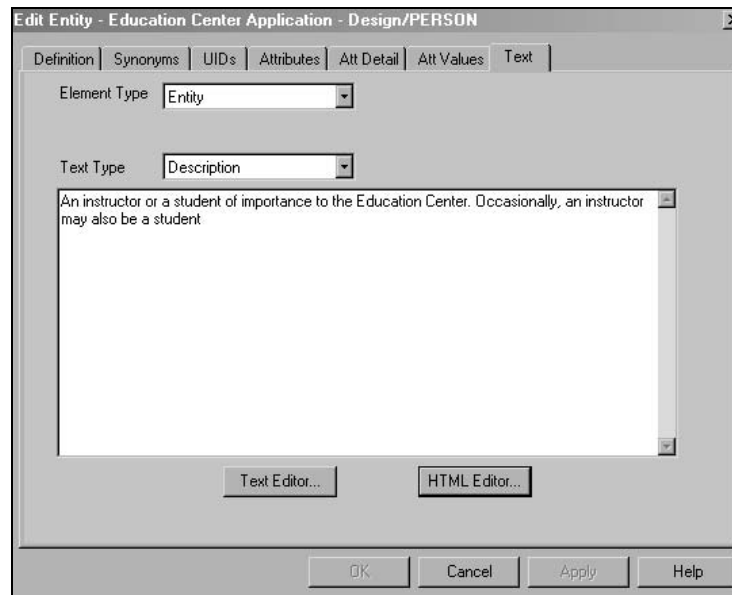 Edit Entity - Education Center Application - Design/PERSON
Definition Synonyms UIDs Attributes Att Detail Att Values Text
Element Type Entity
Text Type Description
An instructor or a student of importance to the Education Center. Occasionally, an instructor
may also be a student
Text Editor... HTML Editor...
OK Cancel Apply Help